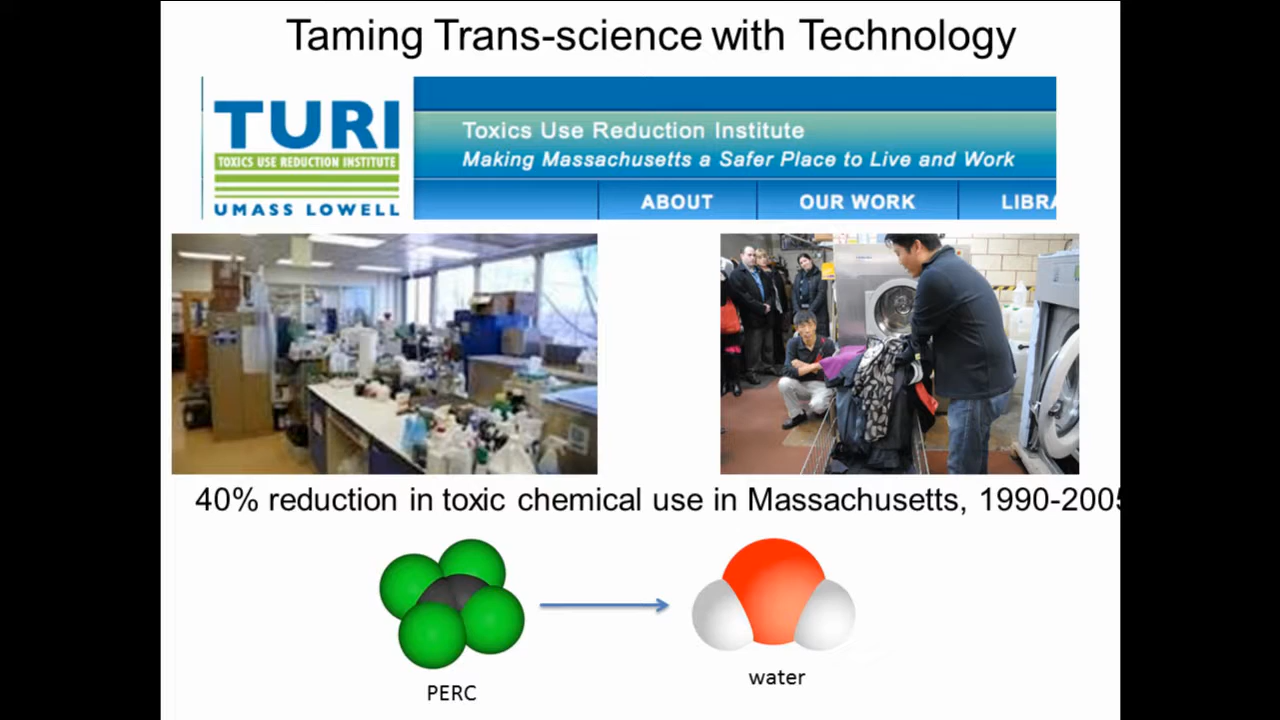 Taming Trans-science with Technology
TURI
TOXICS USE REDUCTION INSTITUTE
UMASS LOWELL
Toxics Use Reduction Institute
Making Massachusetts a Safer Place to Live and Work
ABOUT OUR WORK LIBRA
40% reduction in toxic chemical use in Massachusetts, 1990-2005
PERC
water